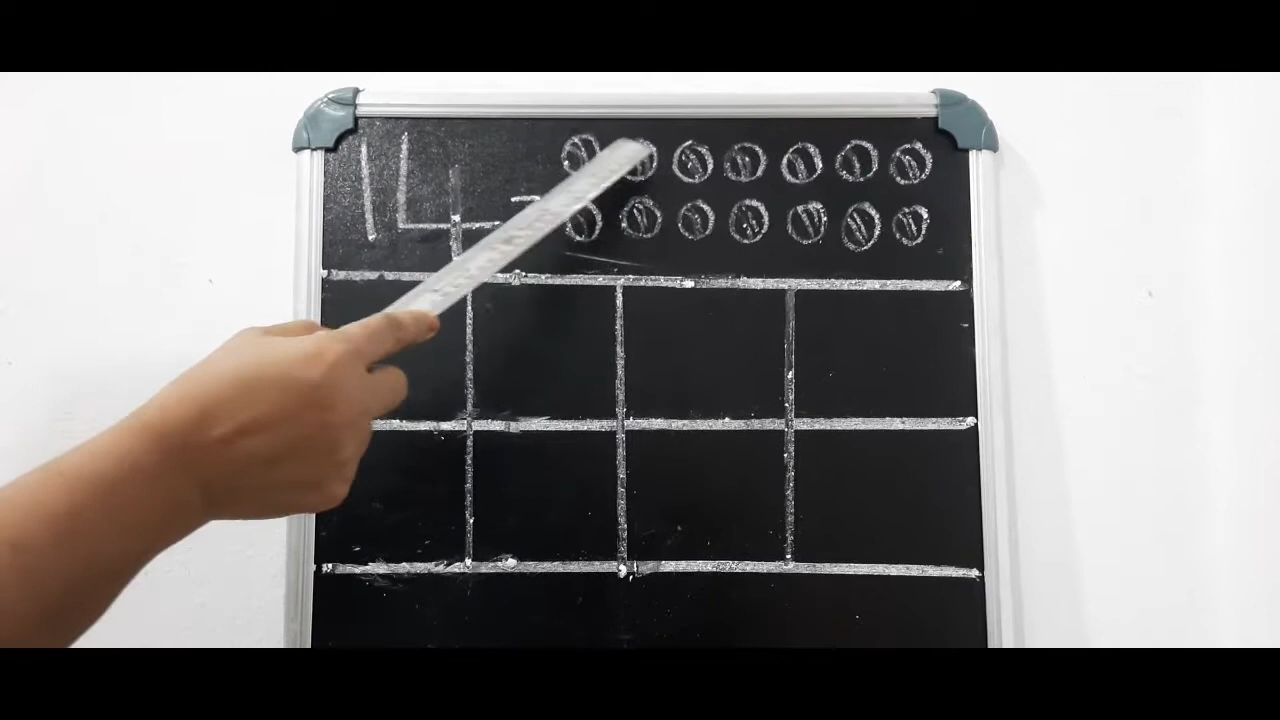 14 =